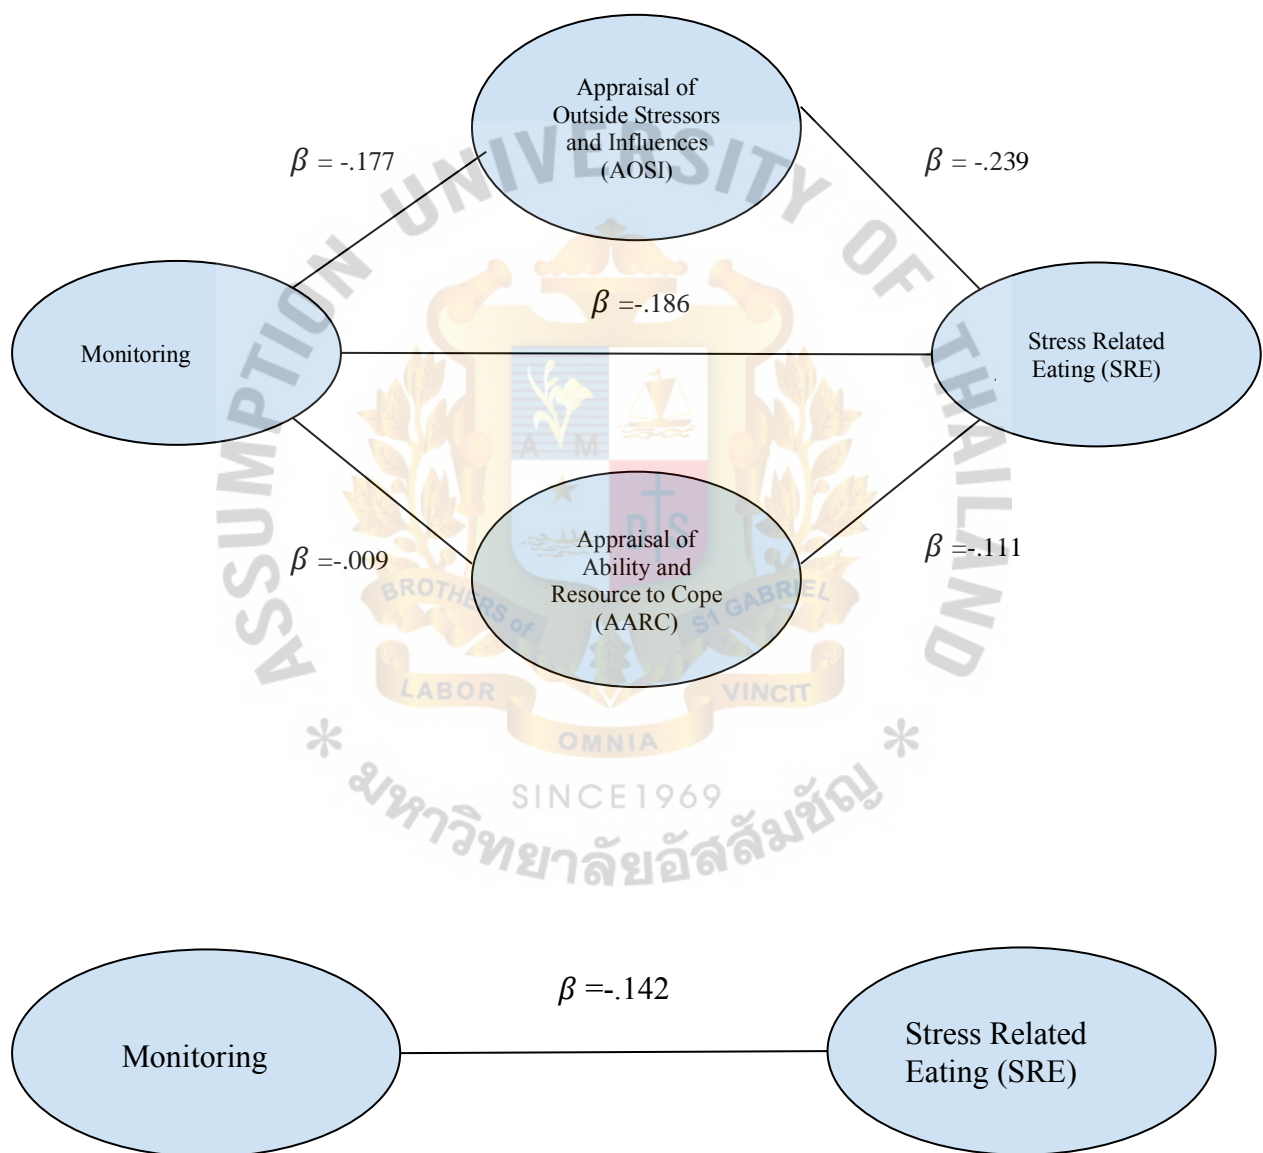 Appraisal of
Outside Stressors
and Influences
(AOSI)
β = -.177
β = -.239
β =-.186
Monitoring
Stress Related
Eating (SRE)
β =-.009
β =-.111
Appraisal of
Ability and
Resource to Cope
(AARC)
ASSUMPTION UNIVERSITY OF THAILAND
A M
D S
BROTHERS of
S1 GABRIEL
LABOR
OMNIA
VINCIT
SINCE1969
* มหาวิทยาลัยอัสสัมชัญ *
β =-.142
Monitoring
Stress Related
Eating (SRE)